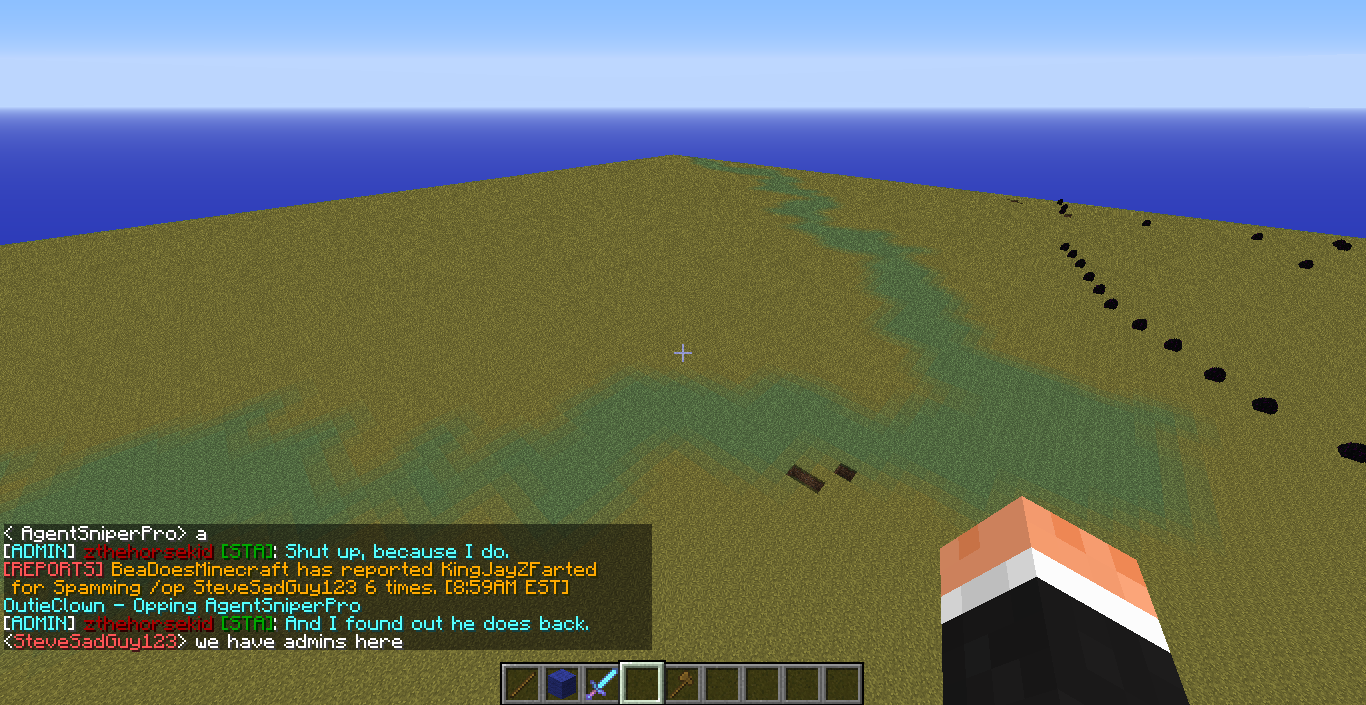 < AgentSniperPro> a
[ADMIN] zthehorsekid [STA]: Shut up, because I do.
[REPORTS] BeaDoesMinecraft has reported KingJayZFarted
for Spamming /op SteveSadGuy123 6 times. [8:59AM EST]
OutieClown - Opping AgentSniperPro
[ADMIN] zthehorsekid [STA]: And I found out he does back.
<SteveSadGuy123> we have admins here